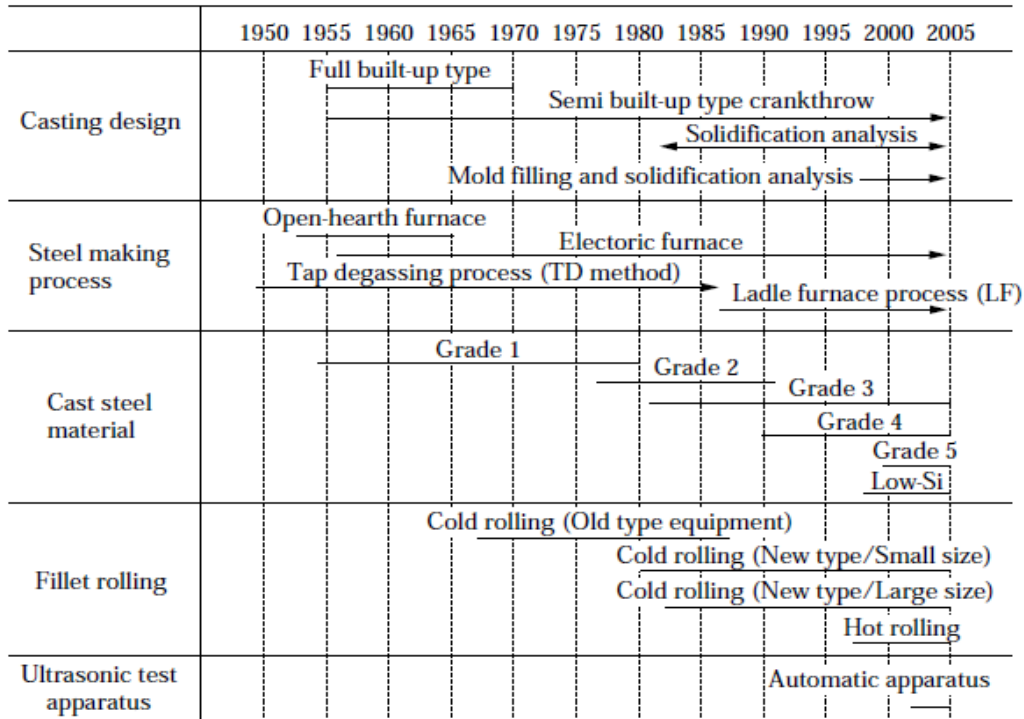 1950 1955 1960 1965 1970 1975 1980 1985 1990 1995 2000 2005
Casting design
Full built-up type
Semi built-up type crankthrow
Solidification analysis
Mold filling and solidification analysis
Steel making
process
Open-hearth furnace
Electoric furnace
Tap degassing process (TD method)
Ladle furnace process (LF)
Cast steel
material
Grade 1
Grade 2
Grade 3
Grade 4
Grade 5
Low-Si
Fillet rolling
Cold rolling (Old type equipment)
Cold rolling (New type/Small size)
Cold rolling (New type/Large size)
Hot rolling
Ultrasonic test
apparatus
Automatic apparatus